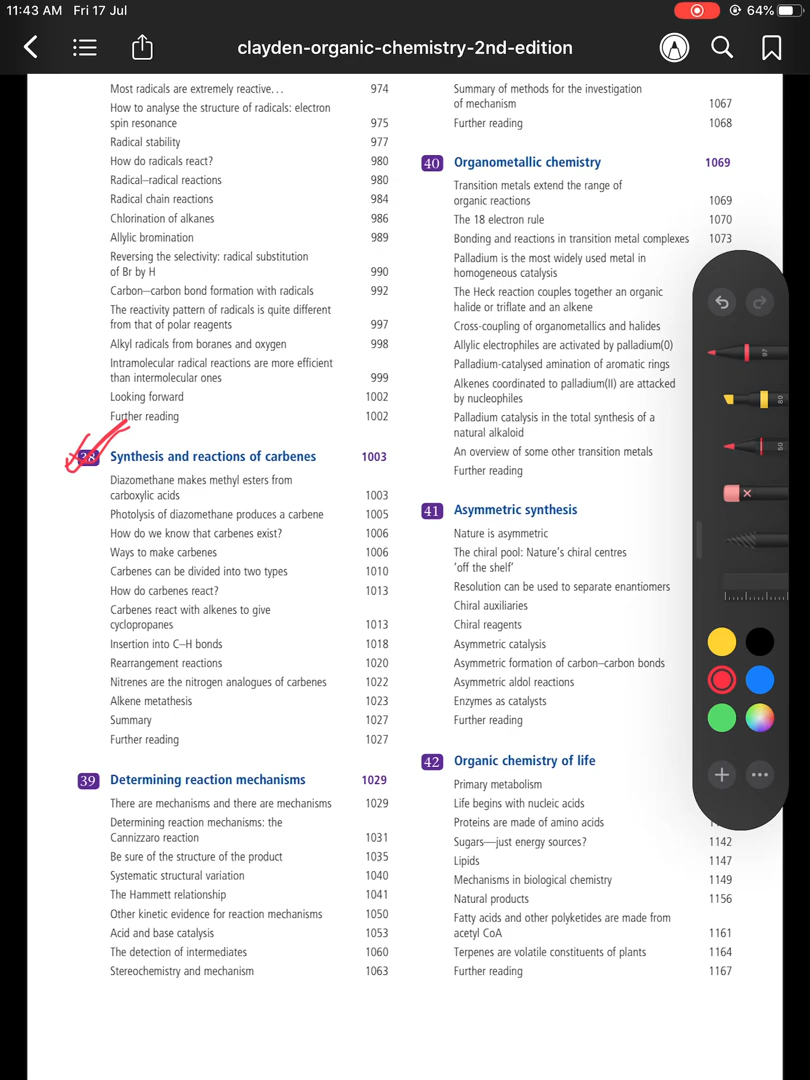 11:43 AM Fri 17 Jul
64%
clayden-organic-chemistry-2nd-edition
Most radicals are extremely reactive... 974
How to analyse the structure of radicals: electron
spin resonance 975
Radical stability 977
How do radicals react? 980
Radical–radical reactions 980
Radical chain reactions 984
Chlorination of alkanes 986
Allylic bromination 989
Reversing the selectivity: radical substitution
of Br by H 990
Carbon–carbon bond formation with radicals 992
The reactivity pattern of radicals is quite different
from that of polar reagents 997
Alkyl radicals from boranes and oxygen 998
Intramolecular radical reactions are more efficient
than intermolecular ones 999
Looking forward 1002
Further reading 1002
Synthesis and reactions of carbenes 1003
Diazomethane makes methyl esters from
carboxylic acids 1003
Photolysis of diazomethane produces a carbene 1005
How do we know that carbenes exist? 1006
Ways to make carbenes 1006
Carbenes can be divided into two types 1010
How do carbenes react? 1013
Carbenes react with alkenes to give
cyclopropanes 1013
Insertion into C–H bonds 1018
Rearrangement reactions 1020
Nitrenes are the nitrogen analogues of carbenes 1022
Alkene metathesis 1023
Summary 1027
Further reading 1027
39 Determining reaction mechanisms 1029
There are mechanisms and there are mechanisms 1029
Determining reaction mechanisms: the
Cannizzaro reaction 1031
Be sure of the structure of the product 1035
Systematic structural variation 1040
The Hammett relationship 1041
Other kinetic evidence for reaction mechanisms 1050
Acid and base catalysis 1053
The detection of intermediates 1060
Stereochemistry and mechanism 1063
Summary of methods for the investigation
of mechanism 1067
Further reading 1068
40 Organometallic chemistry 1069
Transition metals extend the range of
organic reactions 1069
The 18 electron rule 1070
Bonding and reactions in transition metal complexes 1073
Palladium is the most widely used metal in
homogeneous catalysis
The Heck reaction couples together an organic
halide or triflate and an alkene
Cross-coupling of organometallics and halides
Allylic electrophiles are activated by palladium(0)
Palladium-catalysed amination of aromatic rings
Alkenes coordinated to palladium(II) are attacked
by nucleophiles
Palladium catalysis in the total synthesis of a
natural alkaloid
An overview of some other transition metals
Further reading
41 Asymmetric synthesis
Nature is asymmetric
The chiral pool: Nature's chiral centres
'off the shelf'
Resolution can be used to separate enantiomers
Chiral auxiliaries
Chiral reagents
Asymmetric catalysis
Asymmetric formation of carbon–carbon bonds
Asymmetric aldol reactions
Enzymes as catalysts
Further reading
42 Organic chemistry of life
Primary metabolism
Life begins with nucleic acids
Proteins are made of amino acids
Sugars—just energy sources? 1142
Lipids 1147
Mechanisms in biological chemistry 1149
Natural products 1156
Fatty acids and other polyketides are made from
acetyl CoA 1161
Terpenes are volatile constituents of plants 1164
Further reading 1167
97
80
50